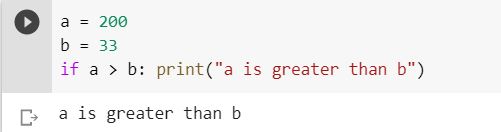 a = 200
b = 33
if a > b: print("a is greater than b")
a is greater than b